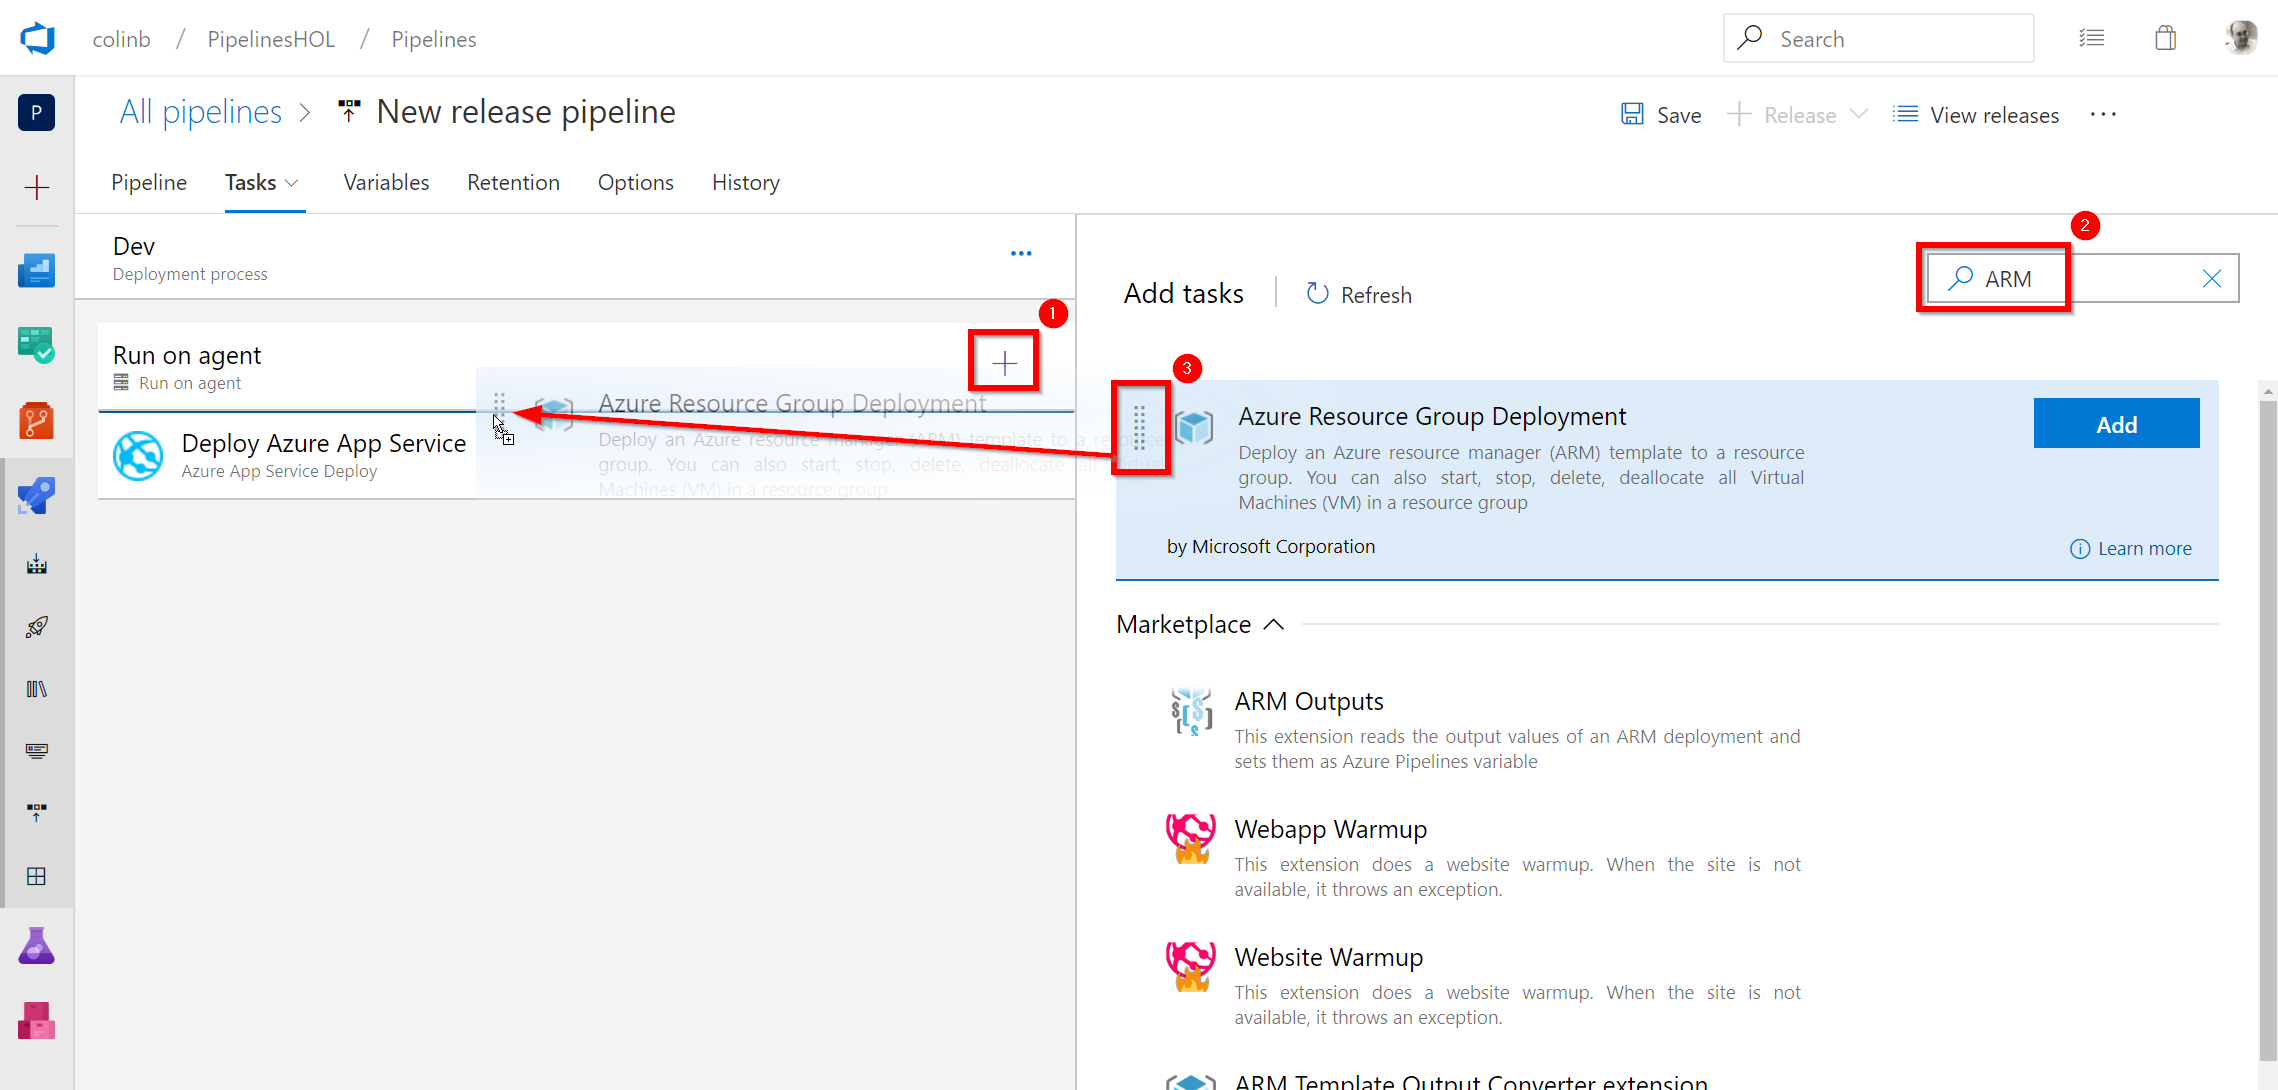 colinb / PipelinesHOL / Pipelines
Search
P
All pipelines > New release pipeline
Save
Release
View releases
Pipeline
Tasks
Variables
Retention
Options
History
Dev
Deployment process
1
Run on agent
Run on agent
Deploy Azure App Service
Azure App Service Deploy
Azure Resource Group Deployment
Deploy an Azure resource manager (ARM) template to a resource
group. You can also start, stop, delete, deallocate all Virtual
Machines (VM) in a resource group
2
Add tasks
Refresh
ARM
3
Azure Resource Group Deployment
Add
Deploy an Azure resource manager (ARM) template to a resource
group. You can also start, stop, delete, deallocate all Virtual
Machines (VM) in a resource group
by Microsoft Corporation
Learn more
Marketplace
ARM Outputs
This extension reads the output values of an ARM deployment and
sets them as Azure Pipelines variable
Webapp Warmup
This extension does a website warmup. When the site is not
available, it throws an exception.
Website Warmup
This extension does a website warmup. When the site is not
available, it throws an exception.
ARM Template Output Converter extension